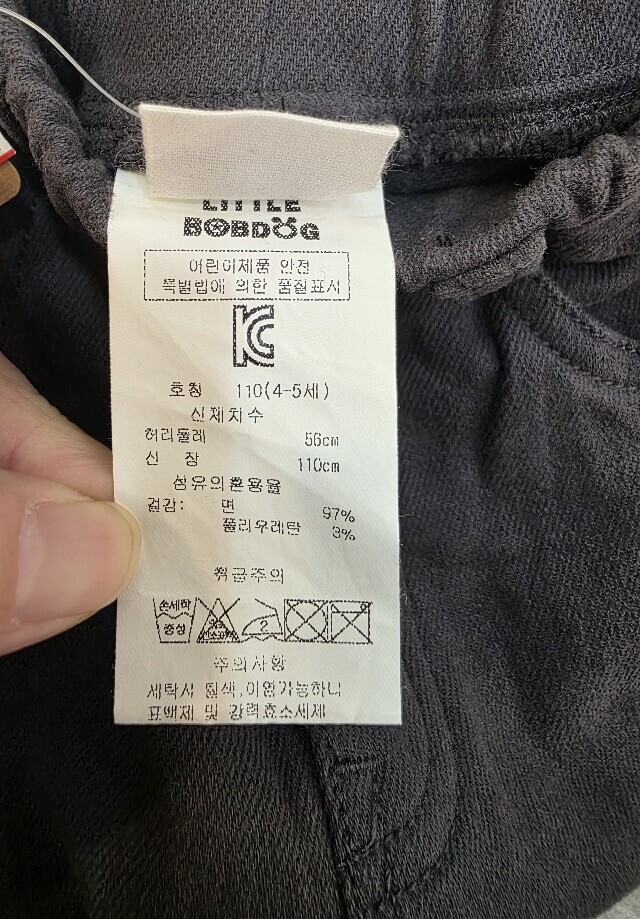 LITTLE
BOBDOG
어린이제품 안전
특별법에 의한 품질표시
호칭 110(4-5세)
신체치수
허리둘레 56cm
신 장 110cm
섬유의혼용율
겉감: 면 97%
폴리우레탄 3%
취급주의
손세탁
중성
2
주의사항
세탁시 탈색,이염가능하니
표백제 및 강력효소세제